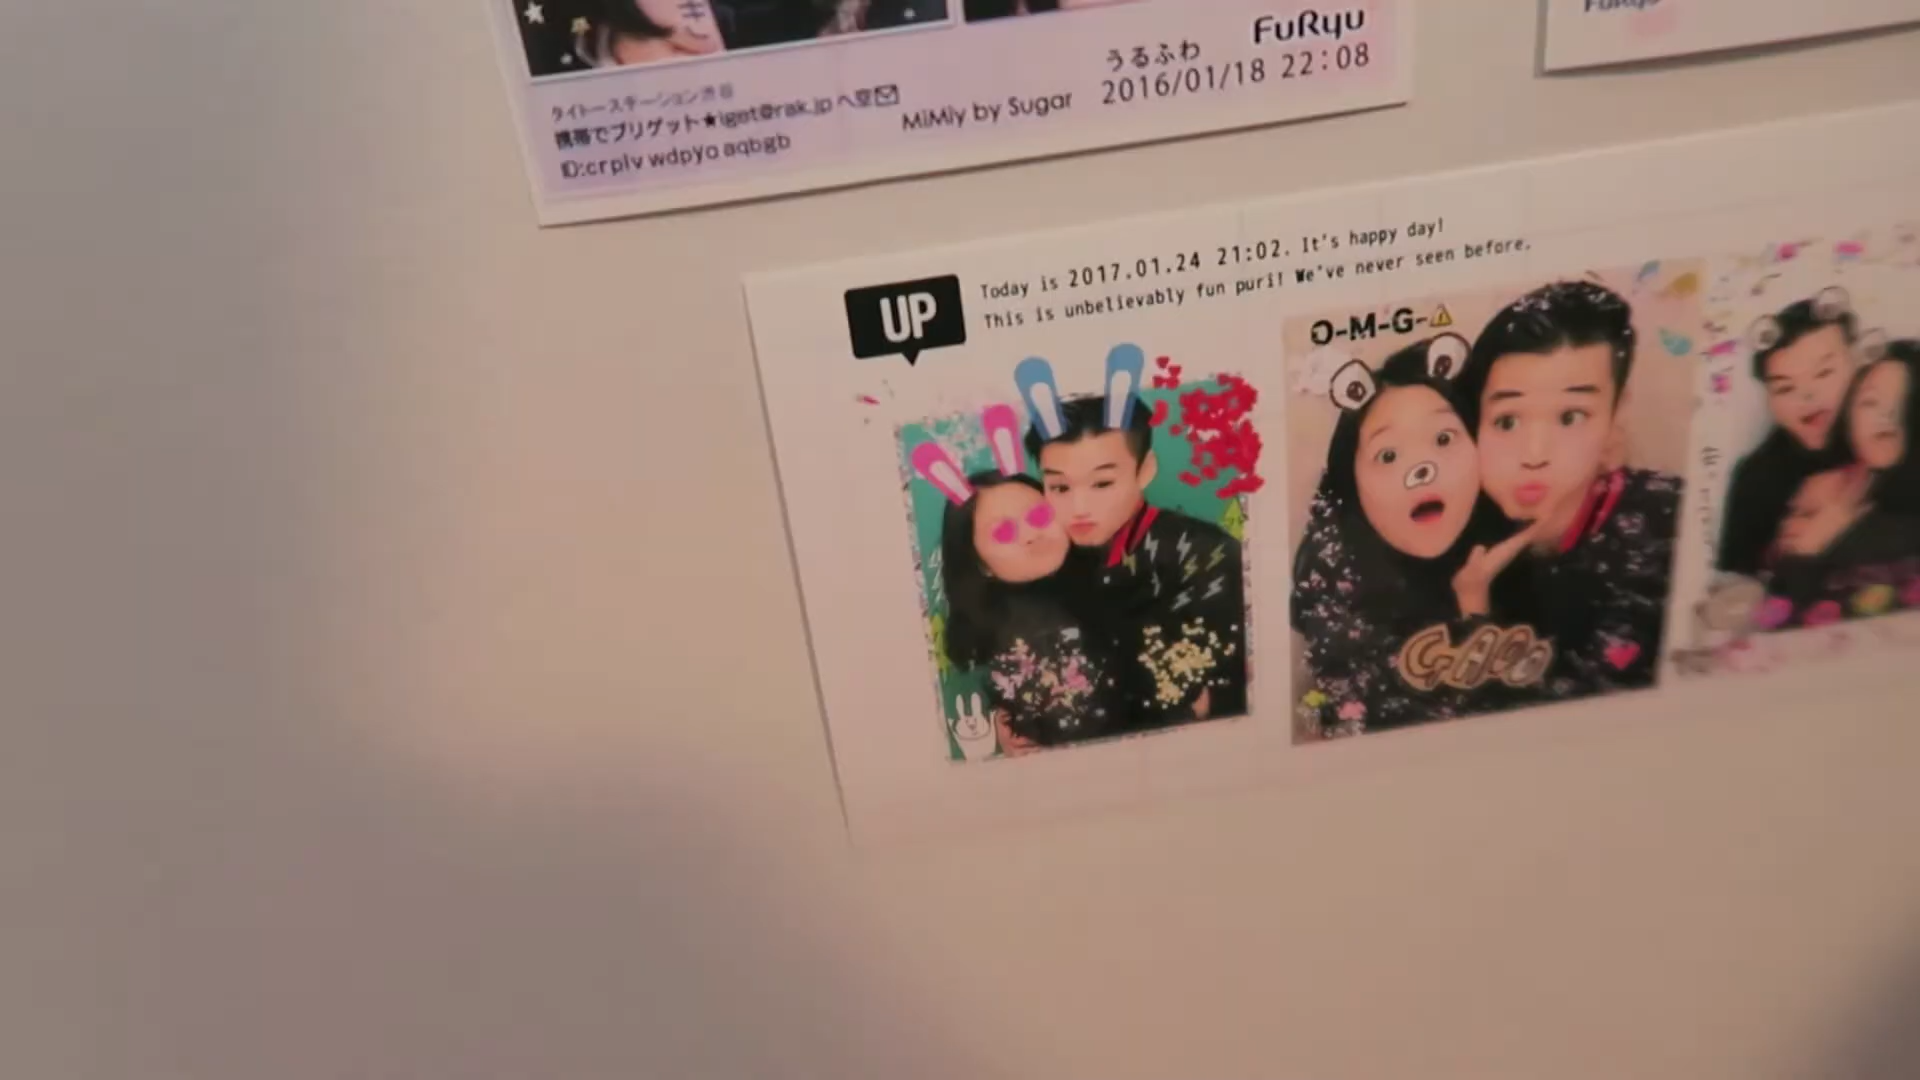 FuRyu
うるふわ
2016/01/18 22:08
タイトーステーション渋谷
携帯でプリゲット★iget@rak.jpへ空✉
ID:crplv wdpyo aqbgb
MiMiy by Sugar
FuRyu
UP
Today is 2017.01.24 21:02. It's happy day!
This is unbelievably fun puri! We've never seen before.
O-M-G-⚠
GAOo